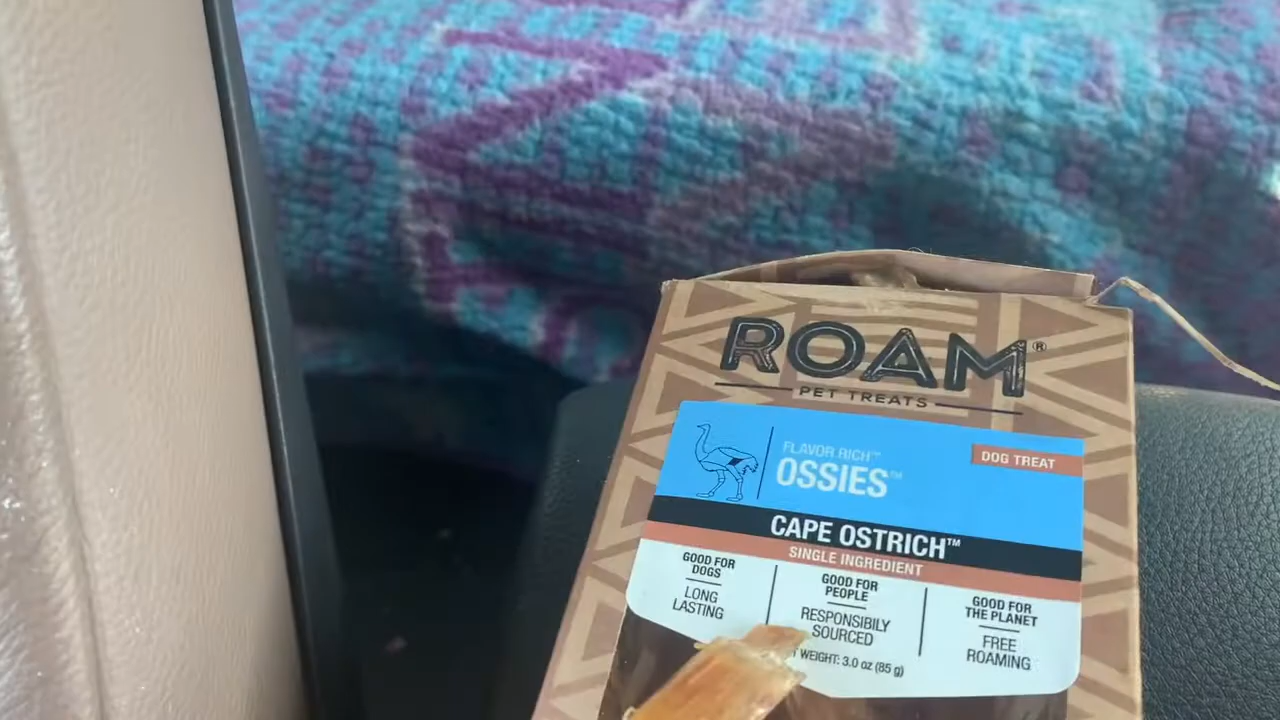 ROAM®
PET TREATS
FLAVOR RICH™
OSSIES™
DOG TREAT
CAPE OSTRICH™
SINGLE INGREDIENT
GOOD FOR
DOGS
LONG
LASTING
GOOD FOR
PEOPLE
RESPONSIBILY
SOURCED
GOOD FOR
THE PLANET
FREE
ROAMING
WEIGHT: 3.0 oz (85 g)